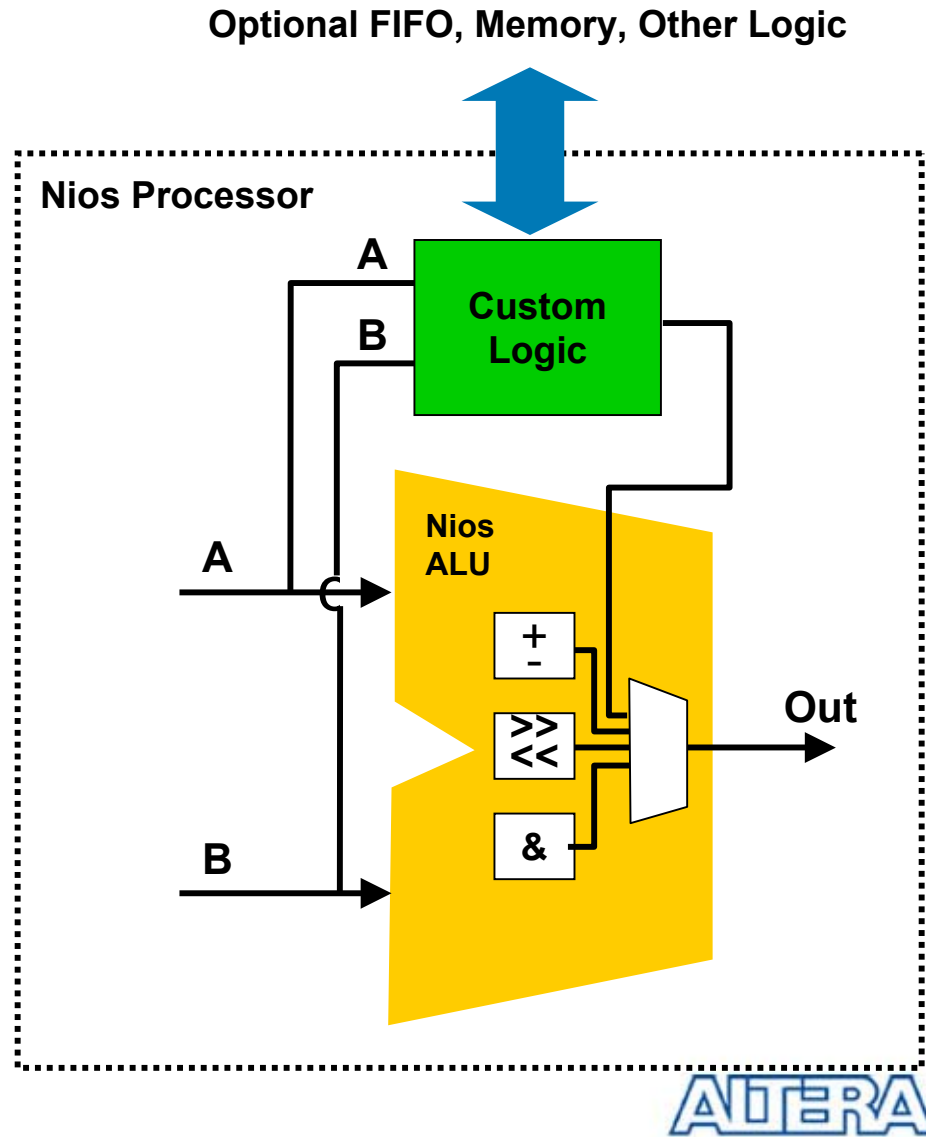 Optional FIFO, Memory, Other Logic
Nios Processor
A
B
Custom
Logic
A
Nios
ALU
+
-
>>
<<
&
Out
B
ALTERA